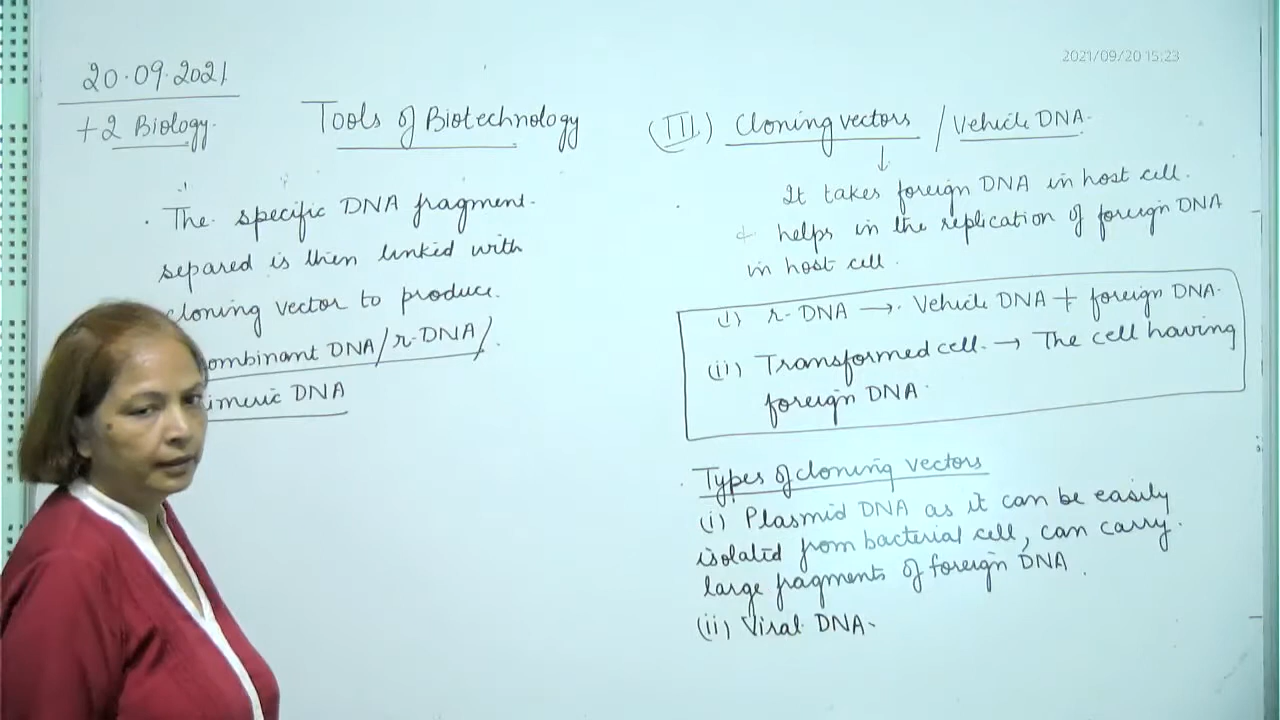 2021/09/20 15:23
20.09.2021
+2 Biology.
Tools of Biotechnology
. The specific DNA fragment.
separed is then linked with
cloning vector to produce.
ombinant DNA/r-DNA/.
imeric DNA
(III.) Cloning vectors / Vehicle DNA.
↓
It takes foreign DNA in host cell.
+ helps in the replication of foreign DNA
in host cell.
(i) r-DNA → Vehicle DNA + foreign DNA.
(ii) Transformed cell. → The cell having
foreign DNA.
Types of cloning vectors
(i) Plasmid DNA as it can be easily
isolated from bacterial cell, can carry.
large fragments of foreign DNA.
(ii) Viral DNA.